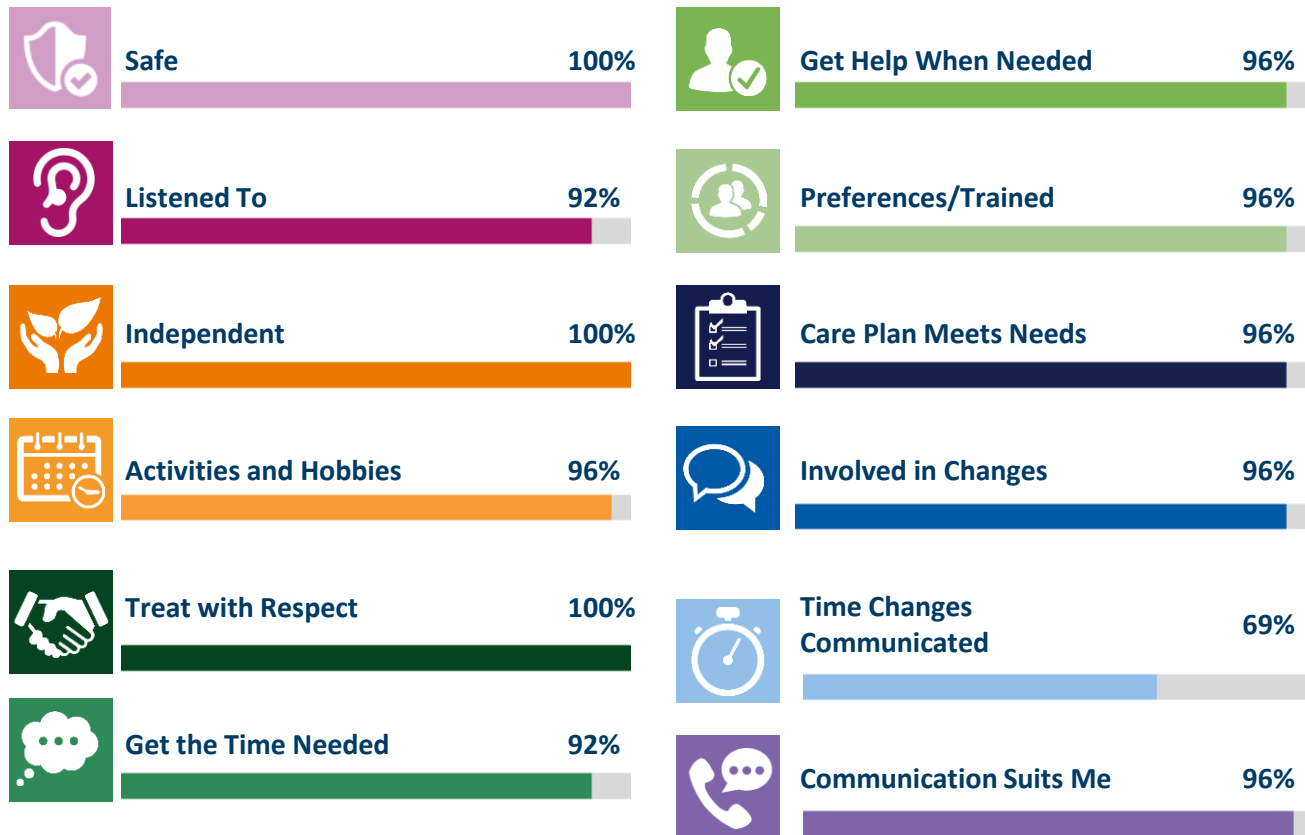 Safe 100%
Listened To 92%
Independent 100%
Activities and Hobbies 96%
Treat with Respect 100%
Get the Time Needed 92%
Get Help When Needed 96%
Preferences/Trained 96%
Care Plan Meets Needs 96%
Involved in Changes 96%
Time Changes
Communicated 69%
Communication Suits Me 96%